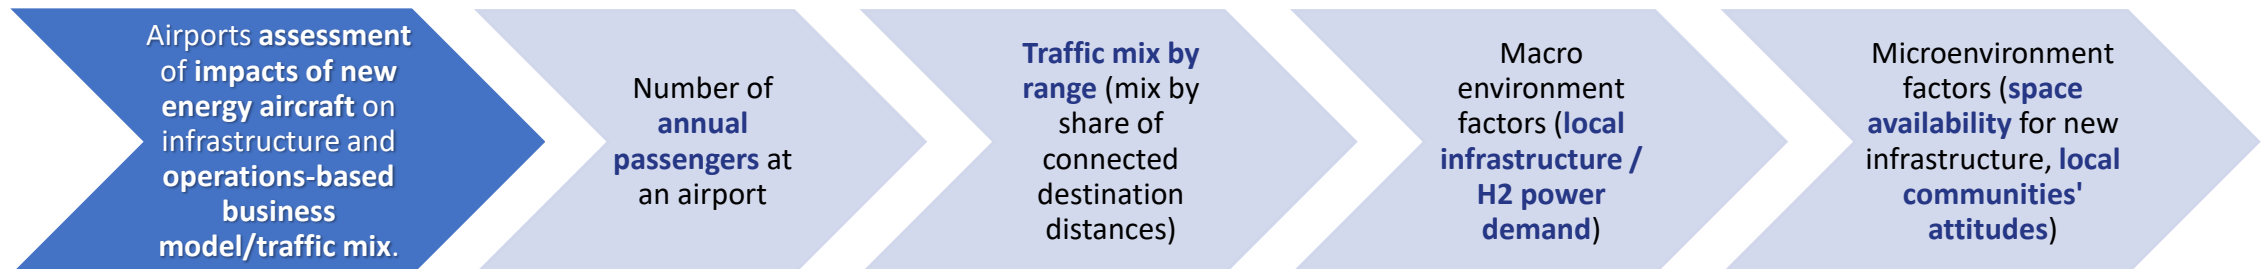 Airports assessment
of impacts of new
energy aircraft on
infrastructure and
operations-based
business
model/traffic mix.
Number of
annual
passengers at
an airport
Traffic mix by
range (mix by
share of
connected
destination
distances)
Macro
environment
factors (local
infrastructure /
H2 power
demand)
Microenvironment
factors (space
availability for new
infrastructure, local
communities'
attitudes)